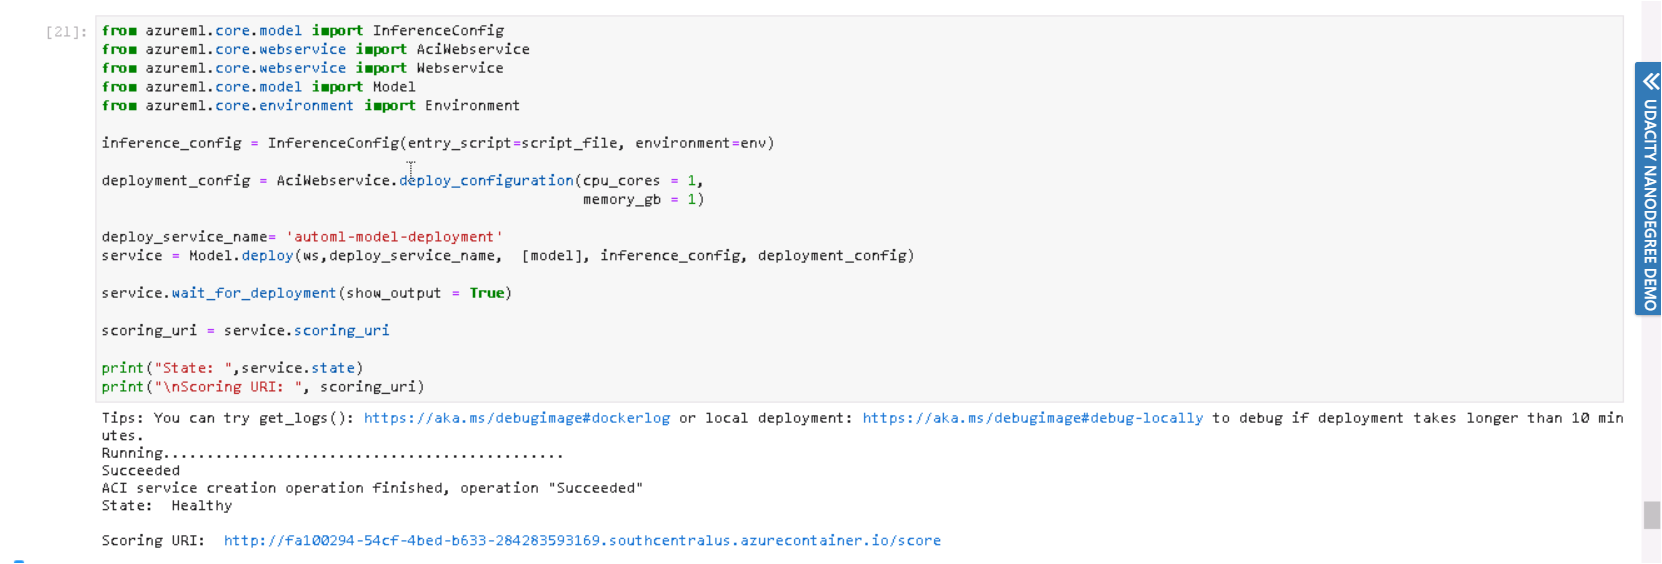 [21]:
from azureml.core.model import InferenceConfig
from azureml.core.webservice import AciWebservice
from azureml.core.webservice import Webservice
from azureml.core.model import Model
from azureml.core.environment import Environment
inference_config = InferenceConfig(entry_script=script_file, environment=env)
deployment_config = AciWebservice.deploy_configuration(cpu_cores = 1,
memory_gb = 1)
deploy_service_name= 'automl-model-deployment'
service = Model.deploy(ws,deploy_service_name,  [model], inference_config, deployment_config)
service.wait_for_deployment(show_output = True)
scoring_uri = service.scoring_uri
print("State: ",service.state)
print("\nScoring URI: ", scoring_uri)
Tips: You can try get_logs(): https://aka.ms/debugimage#dockerlog or local deployment: https://aka.ms/debugimage#debug-locally to debug if deployment takes longer than 10 min
utes.
Running..............................................
Succeeded
ACI service creation operation finished, operation "Succeeded"
State:  Healthy
Scoring URI:  http://fa100294-54cf-4bed-b633-284283593169.southcentralus.azurecontainer.io/score
UDACITY NANODEGREE DEMO